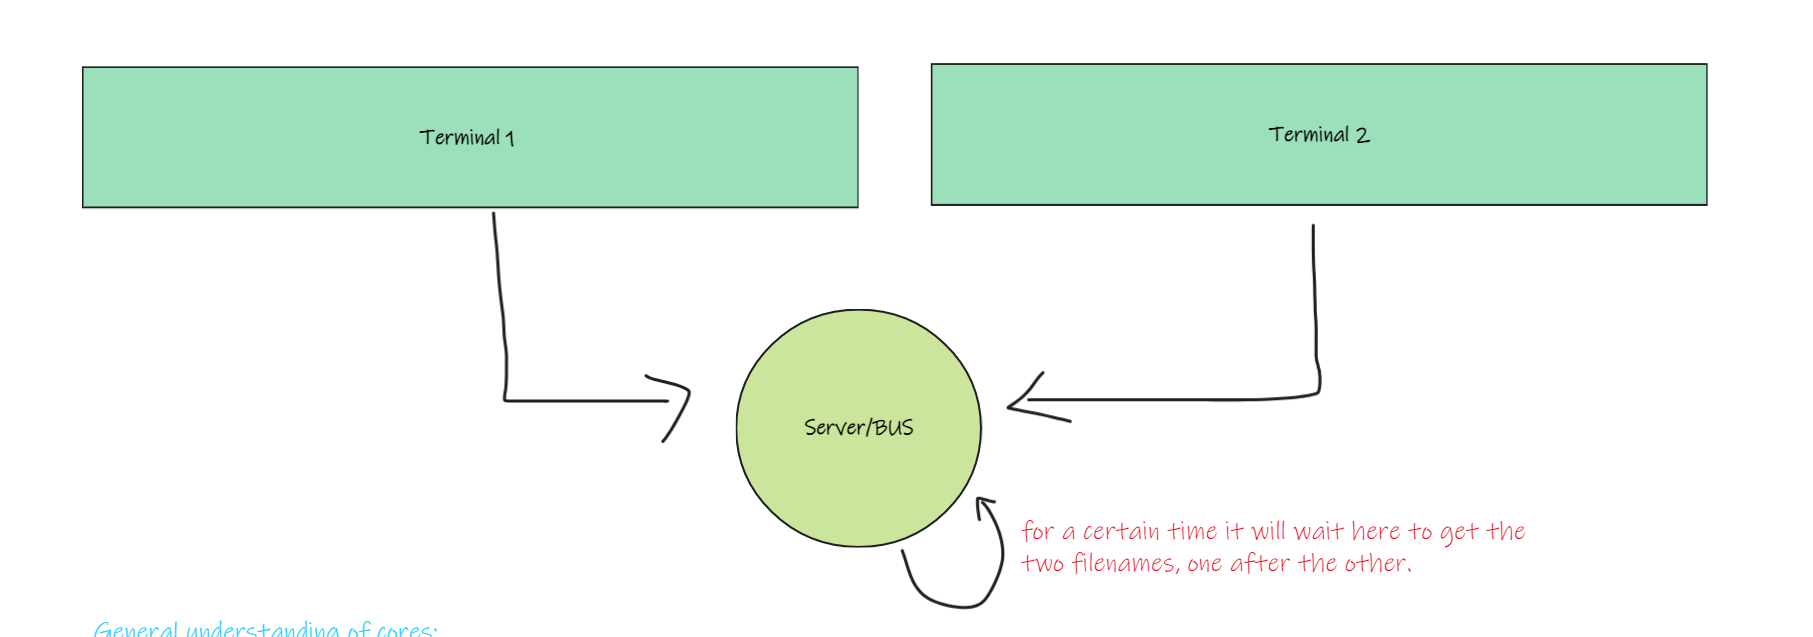 Terminal 1
Terminal 2
Server/BUS
for a certain time it will wait here to get the
two filenames, one after the other.
General understanding of cores: